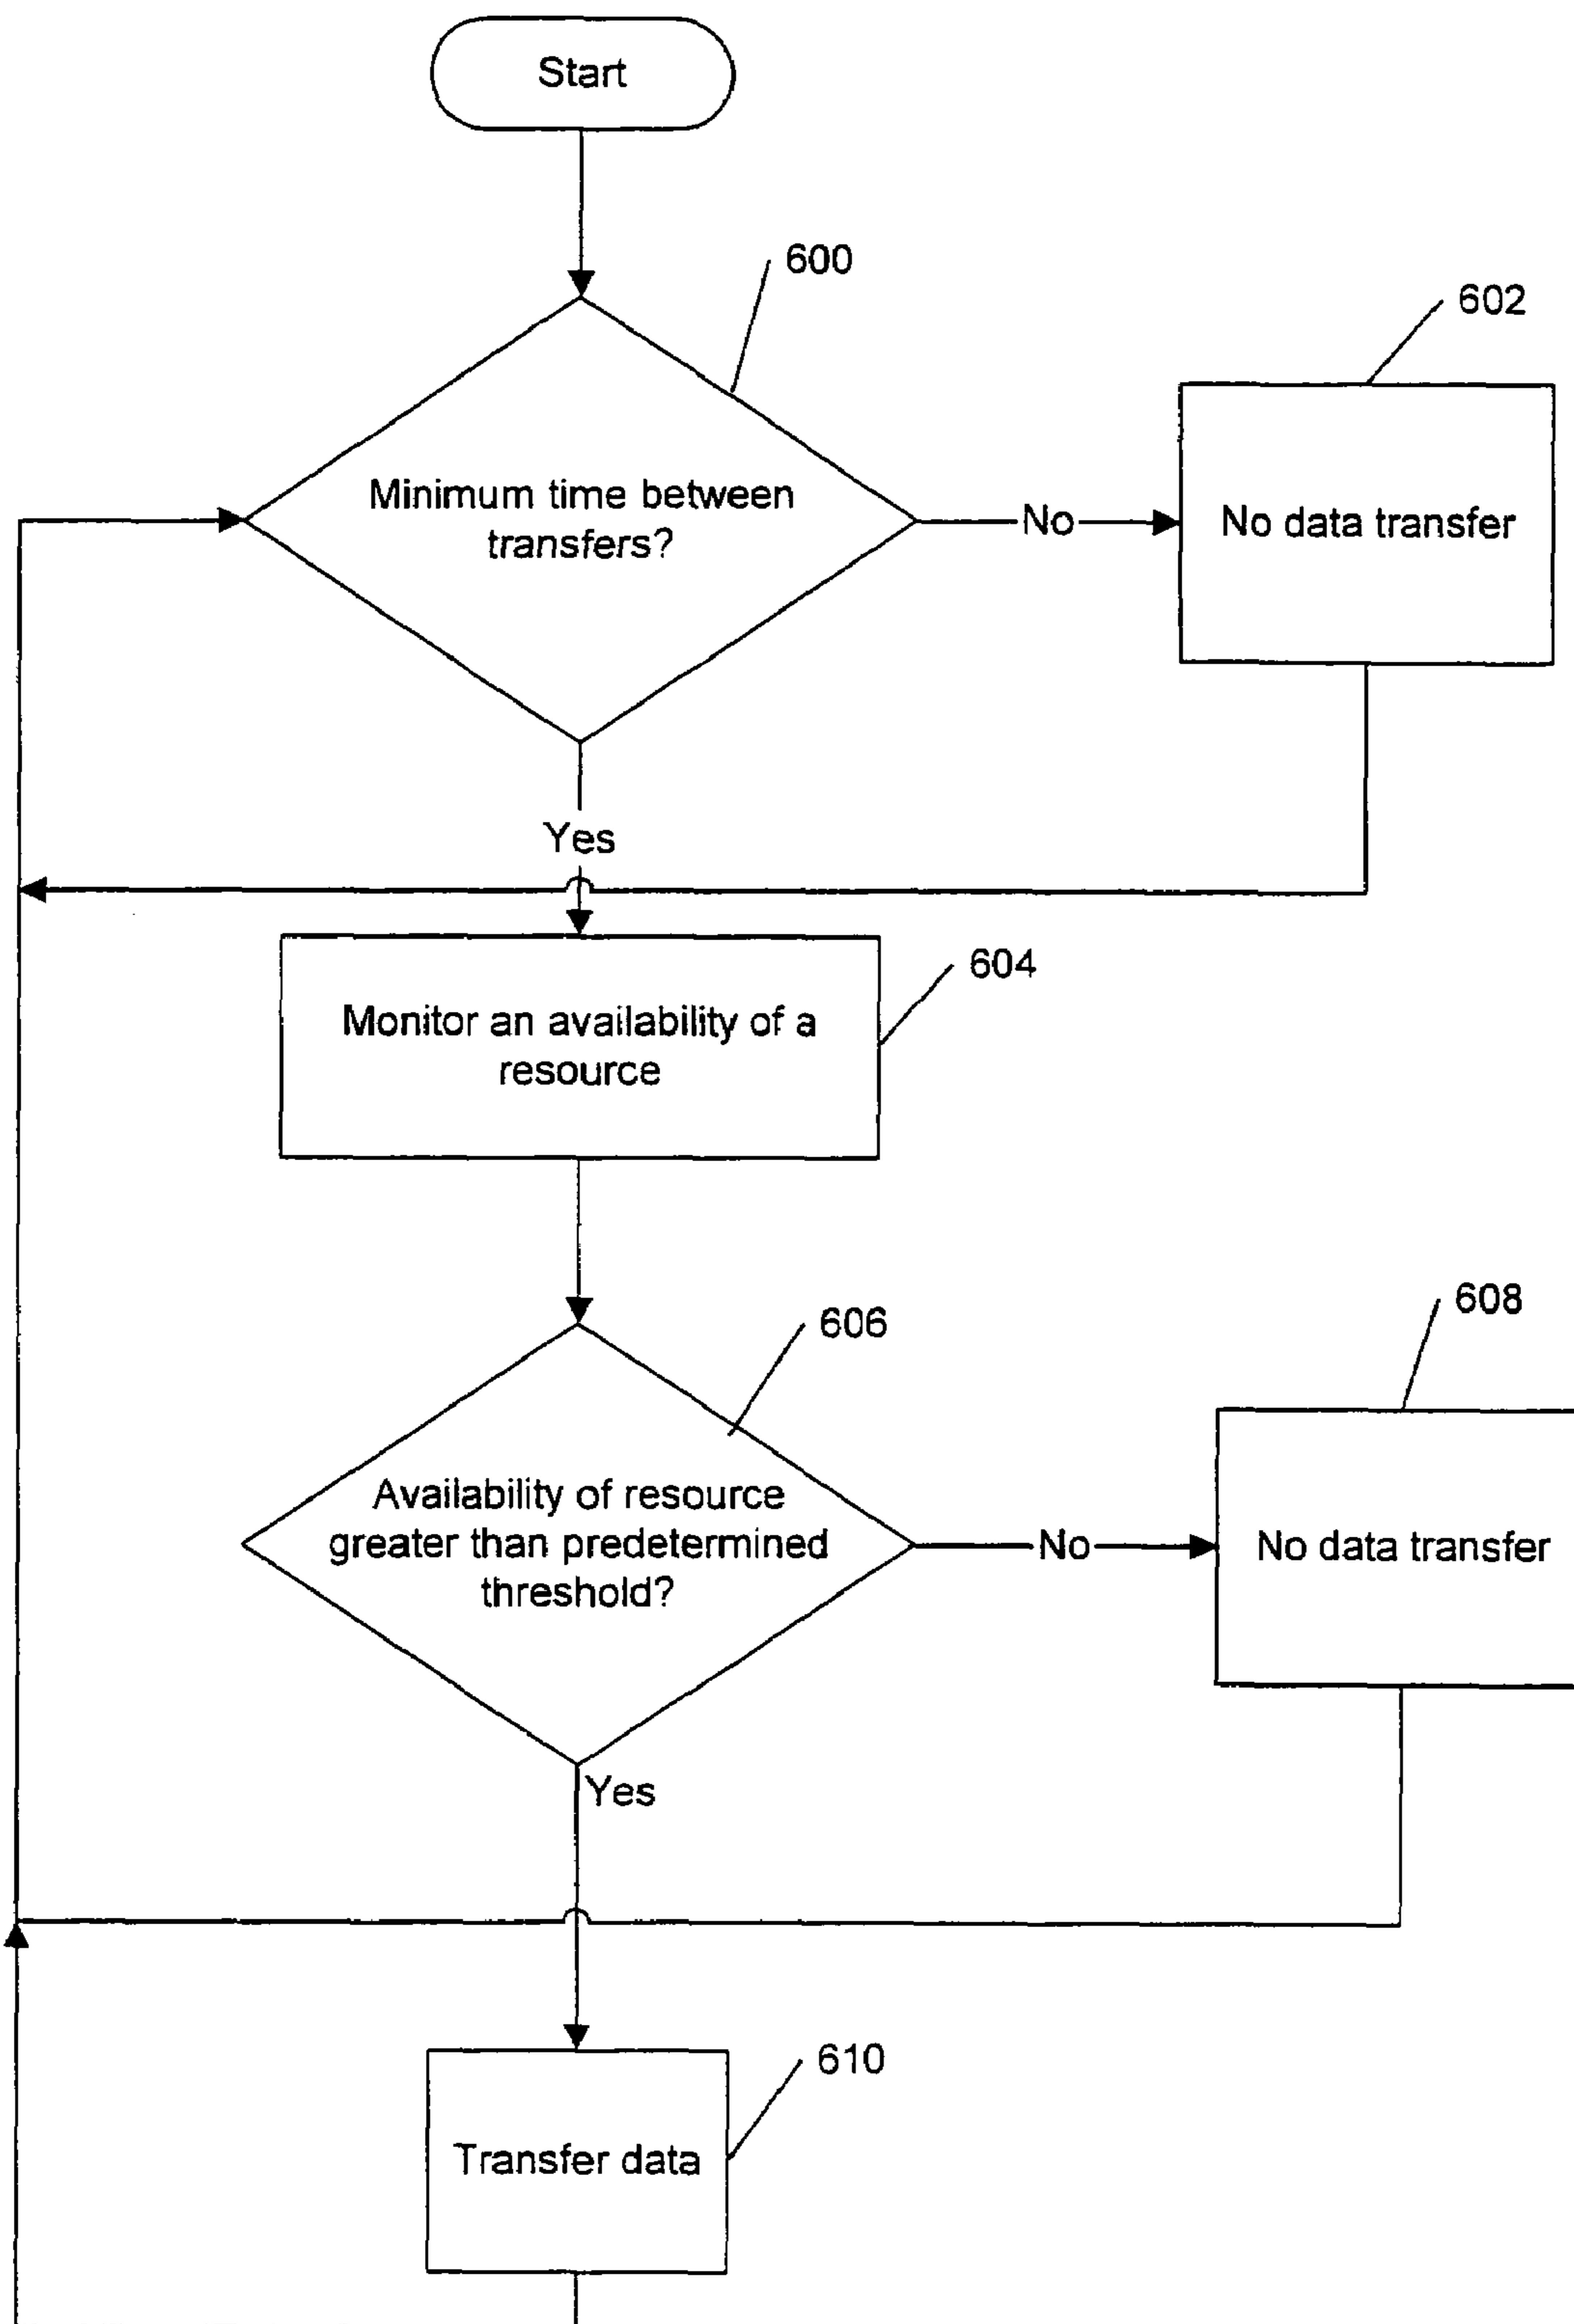 Start
600
602
Minimum time between
transfers?
No
No data transfer
Yes
604
Monitor an availability of a
resource
606
608
Availability of resource
greater than predetermined
threshold?
No
No data transfer
Yes
610
Transfer data